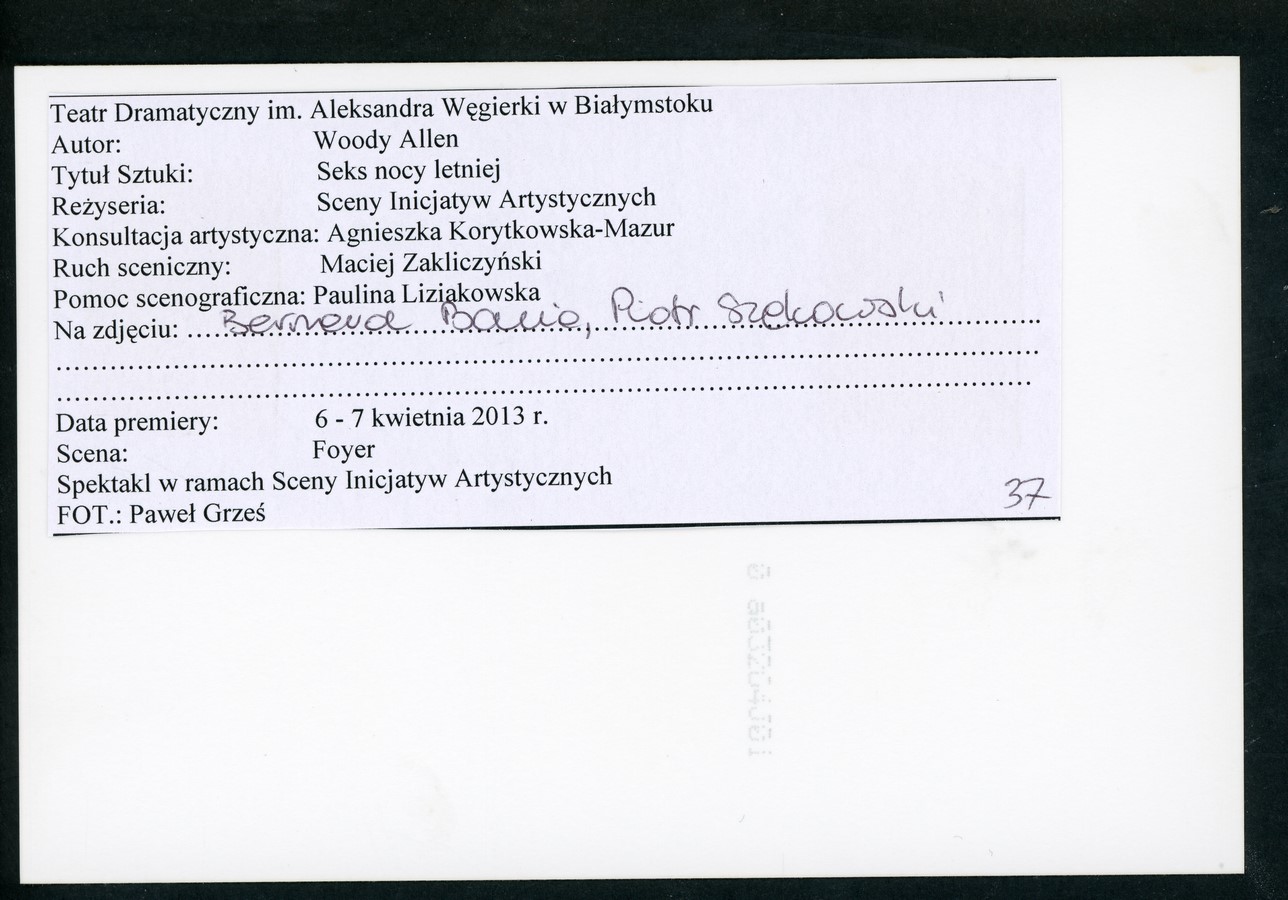 Teatr Dramatyczny im. Aleksandra Węgierki w Białymstoku
Autor: Woody Allen
Tytuł Sztuki: Seks nocy letniej
Reżyseria: Sceny Inicjatyw Artystycznych
Konsultacja artystyczna: Agnieszka Korytkowska-Mazur
Ruch sceniczny: Maciej Zakliczyński
Pomoc scenograficzna: Paulina Liziąkowska
Na zdjęciu: Bernard Bania, Piotr Szekowski
Data premiery: 6 - 7 kwietnia 2013 r.
Scena: Foyer
Spektakl w ramach Sceny Inicjatyw Artystycznych
FOT.: Paweł Grześ
37